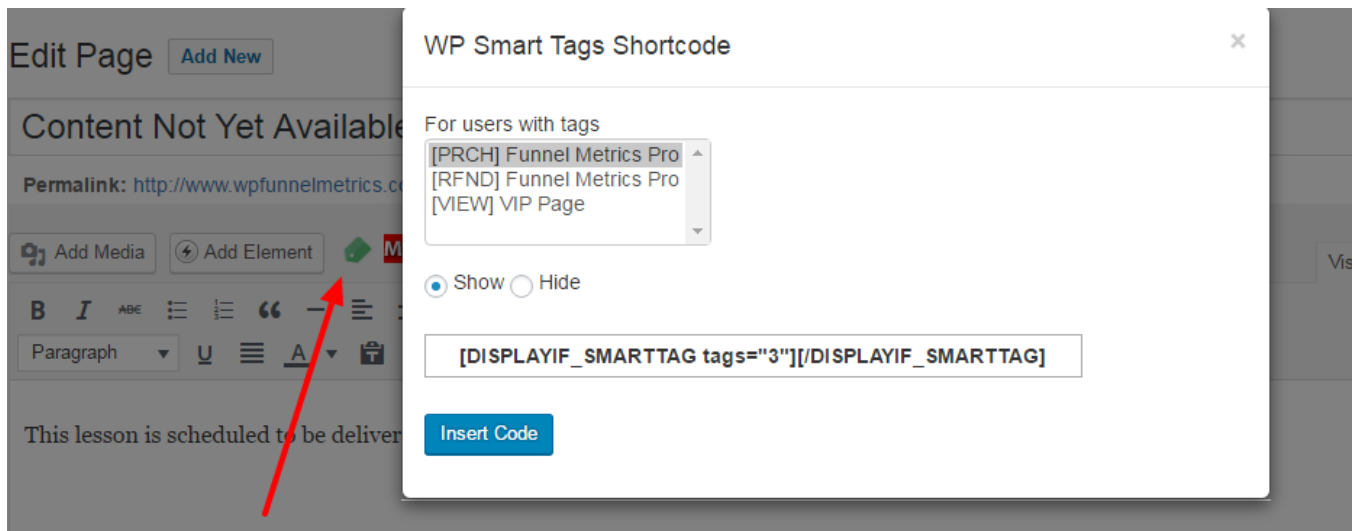 Edit Page Add New
Content Not Yet Available
Permalink: http://www.wpfunnelmetrics.co
Add Media Add Element M
B I ABC
Paragraph U A T
This lesson is scheduled to be deliver
Vis
WP Smart Tags Shortcode ×
For users with tags
[PRCH] Funnel Metrics Pro
[RFND] Funnel Metrics Pro
[VIEW] VIP Page
Show Hide
[DISPLAYIF_SMARTTAG tags="3"][/DISPLAYIF_SMARTTAG]
Insert Code